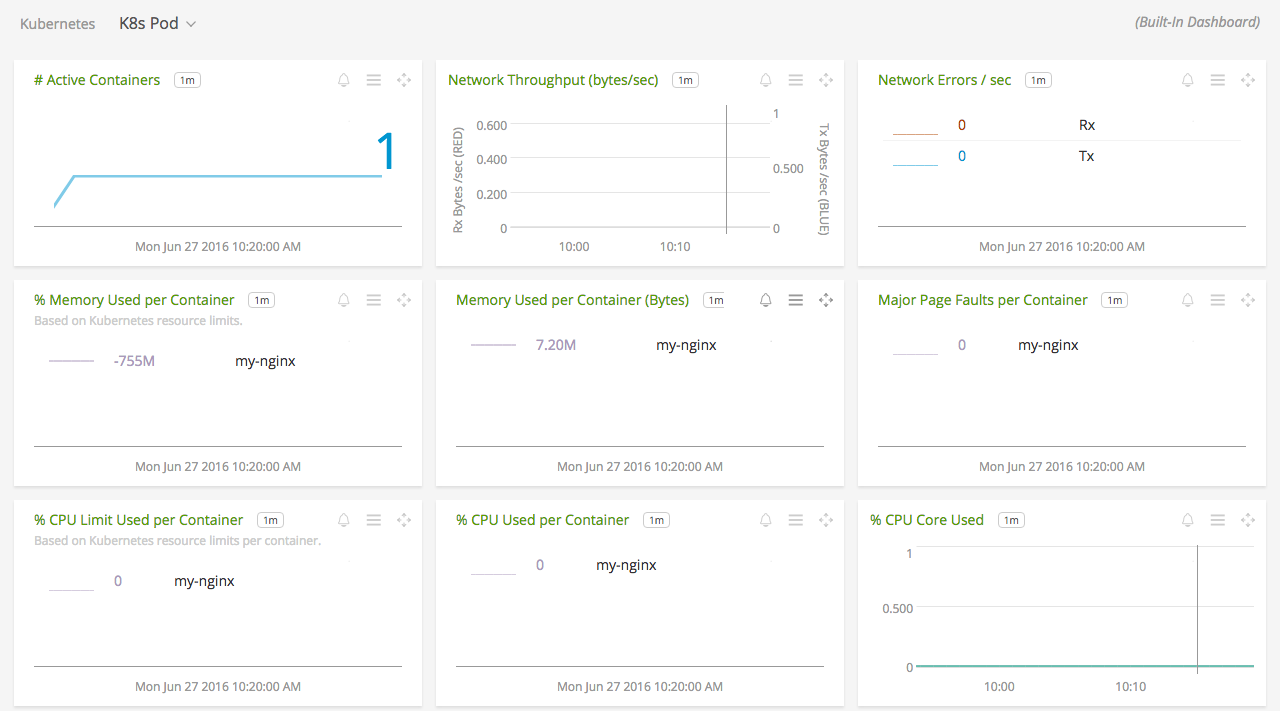 Kubernetes K8s Pod
(Built-In Dashboard)
# Active Containers 1m
1
Mon Jun 27 2016 10:20:00 AM
Network Throughput (bytes/sec) 1m
Rx Bytes /sec (RED)
0.600
0.400
0.200
0
1
0.500
0
Tx Bytes /sec (BLUE)
10:00 10:10
Network Errors / sec 1m
0 Rx
0 Tx
Mon Jun 27 2016 10:20:00 AM
% Memory Used per Container 1m
Based on Kubernetes resource limits.
-755M my-nginx
Mon Jun 27 2016 10:20:00 AM
Memory Used per Container (Bytes) 1m
7.20M my-nginx
Mon Jun 27 2016 10:20:00 AM
Major Page Faults per Container 1m
0 my-nginx
Mon Jun 27 2016 10:20:00 AM
% CPU Limit Used per Container 1m
Based on Kubernetes resource limits per container.
0 my-nginx
Mon Jun 27 2016 10:20:00 AM
% CPU Used per Container 1m
0 my-nginx
Mon Jun 27 2016 10:20:00 AM
% CPU Core Used 1m
1
0.500
0
10:00 10:10